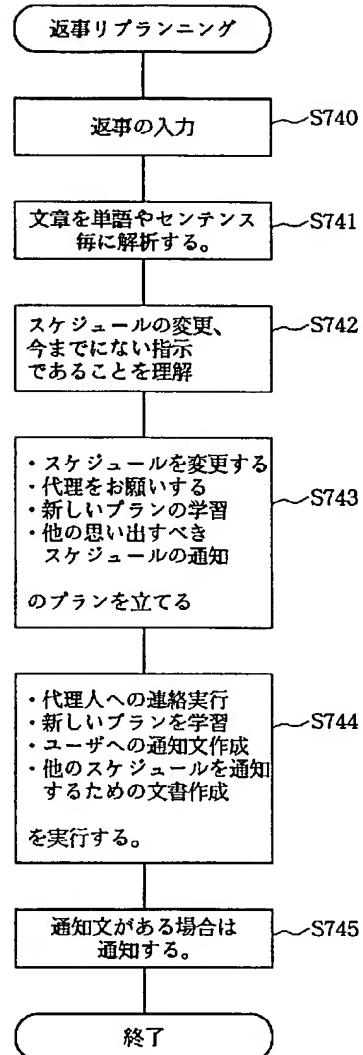 返事リプランニング
返事の入力
S740
文章を単語やセンテンス
毎に解析する。
S741
スケジュールの変更、
今までにない指示
であることを理解
S742
・スケジュールを変更する
・代理をお願いする
・新しいプランの学習
・他の思い出すべき
スケジュールの通知
のプランを立てる
S743
・代理人への連絡実行
・新しいプランを学習
・ユーザへの通知文作成
・他のスケジュールを通知
するための文書作成
を実行する。
S744
通知文がある場合は
通知する。
S745
終了